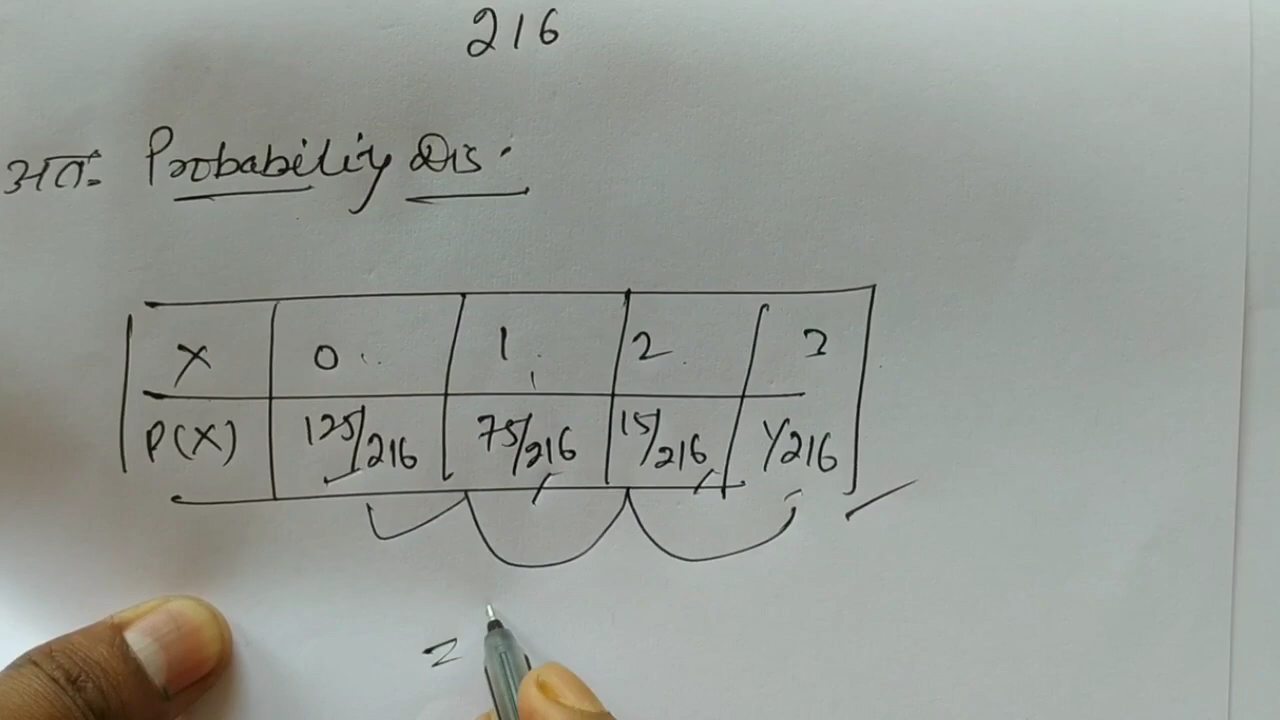 216
अतः Probability Dis.
X 0 1 2 3
P(X) 125/216 75/216 15/216 1/216
=